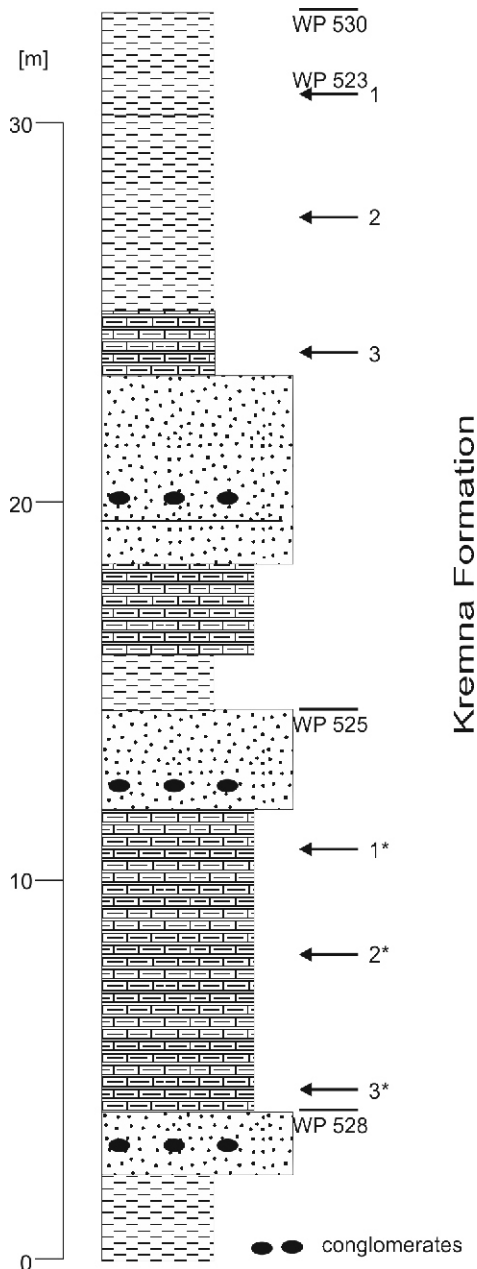 WP 530
[m]
WP 523
1
30
2
3
20
Kremna Formation
WP 525
1*
10
2*
3*
WP 528
conglomerates
0